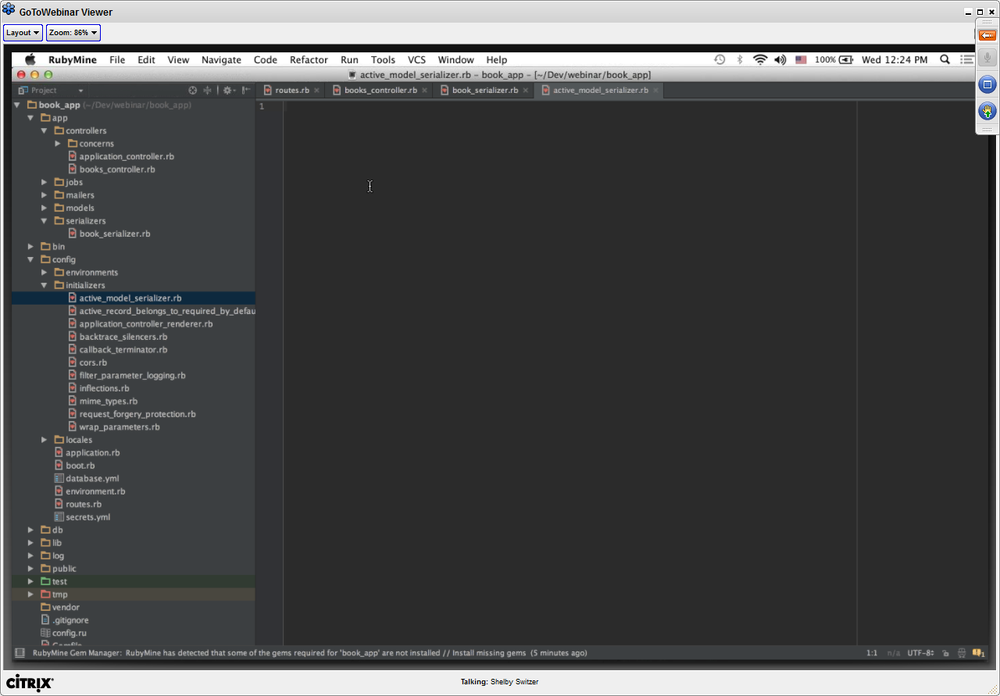 GoToWebinar Viewer
Layout
Zoom: 86%
RubyMine File Edit View Navigate Code Refactor Run Tools VCS Window Help 100% Wed 12:24 PM
active_model_serializer.rb - book_app - [~/Dev/webinar/book_app]
Project routes.rb books_controller.rb book_serializer.rb active_model_serializer.rb
book_app (~/Dev/webinar/book_app)
1
app
controllers
concerns
application_controller.rb
books_controller.rb
jobs
mailers
models
serializers
book_serializer.rb
bin
config
environments
initializers
active_model_serializer.rb
active_record_belongs_to_required_by_defau
application_controller_renderer.rb
backtrace_silencers.rb
callback_terminator.rb
cors.rb
filter_parameter_logging.rb
inflections.rb
mime_types.rb
request_forgery_protection.rb
wrap_parameters.rb
locales
application.rb
boot.rb
database.yml
environment.rb
routes.rb
secrets.yml
db
lib
log
public
test
tmp
vendor
.gitignore
config.ru
RubyMine Gem Manager: RubyMine has detected that some of the gems required for 'book_app' are not installed // Install missing gems (5 minutes ago) 1:1 n/a UTF-8 1
CITRIX
Talking: Shelby Switzer